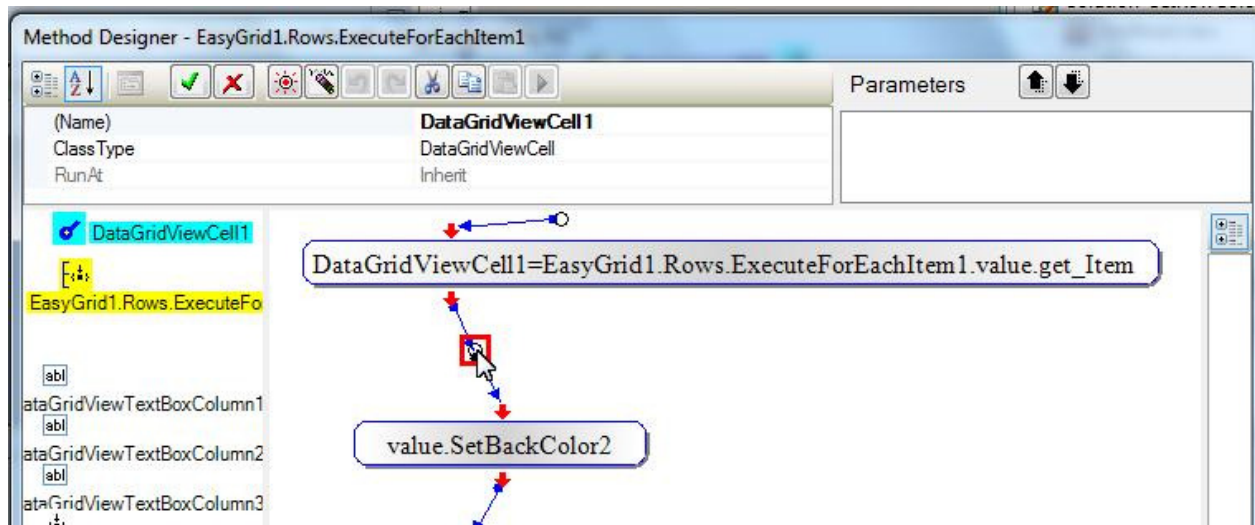 Method Designer - EasyGrid1.Rows.ExecuteForEachItem1
Parameters
(Name) DataGridViewCell1
ClassType DataGridViewCell
RunAt Inherit
DataGridViewCell1
EasyGrid1.Rows.ExecuteFo
DataGridViewCell1=EasyGrid1.Rows.ExecuteForEachItem1.value.get_Item
abl
ataGridViewTextBoxColumn1
abl
ataGridViewTextBoxColumn2
value.SetBackColor2
abl
ataGridViewTextBoxColumn3